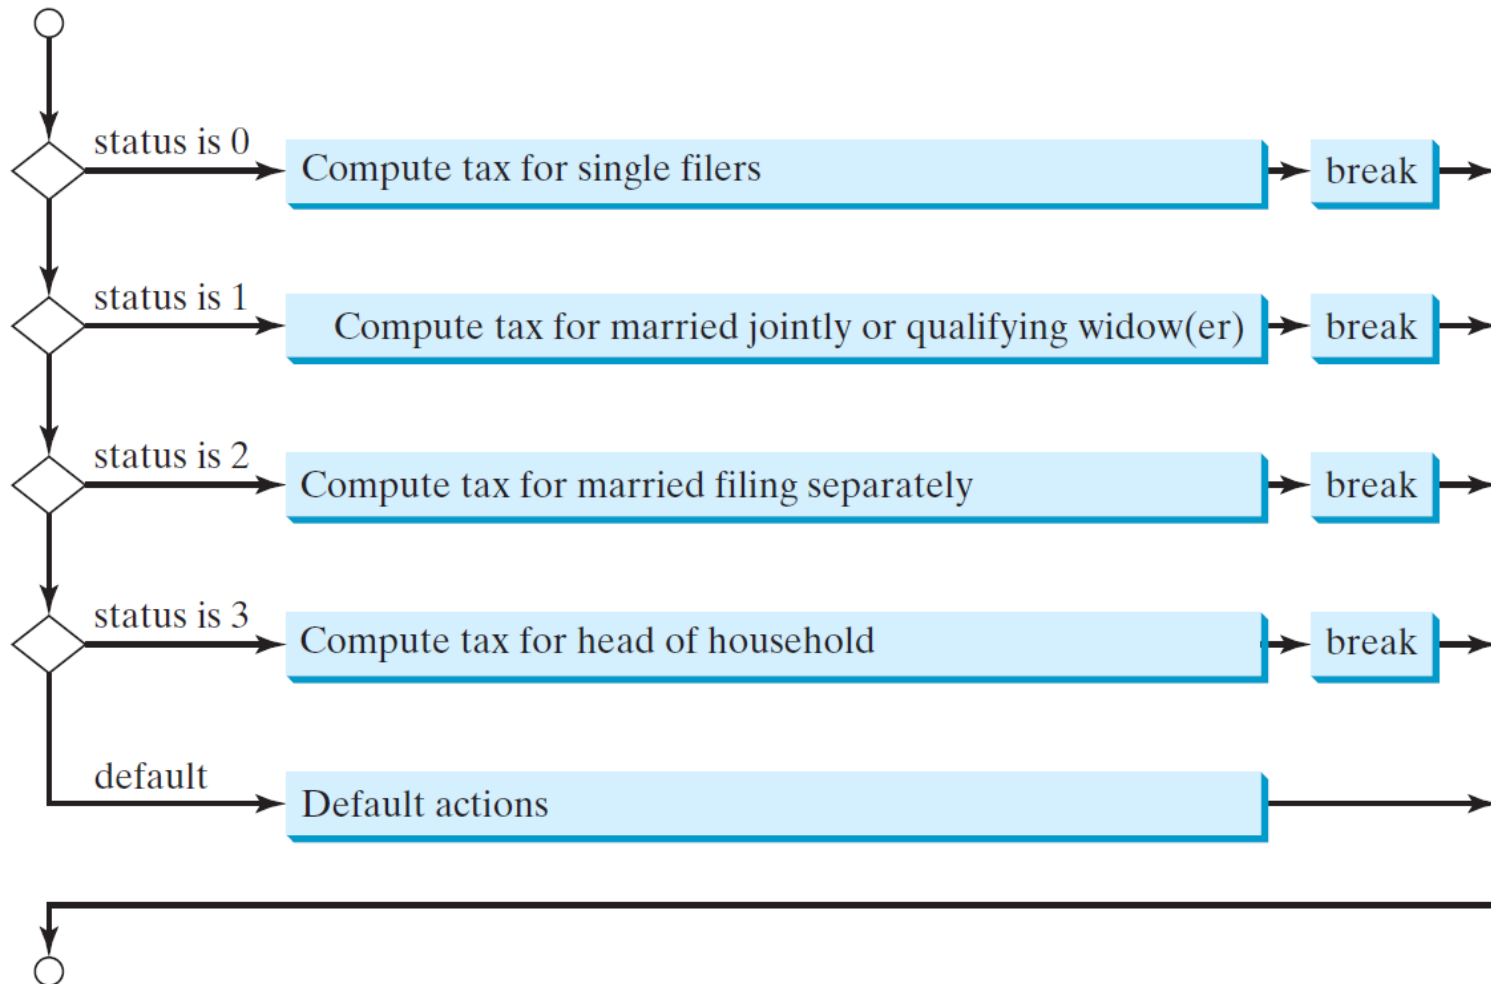 status is 0
Compute tax for single filers
break
status is 1
Compute tax for married jointly or qualifying widow(er)
break
status is 2
Compute tax for married filing separately
break
status is 3
Compute tax for head of household
break
default
Default actions